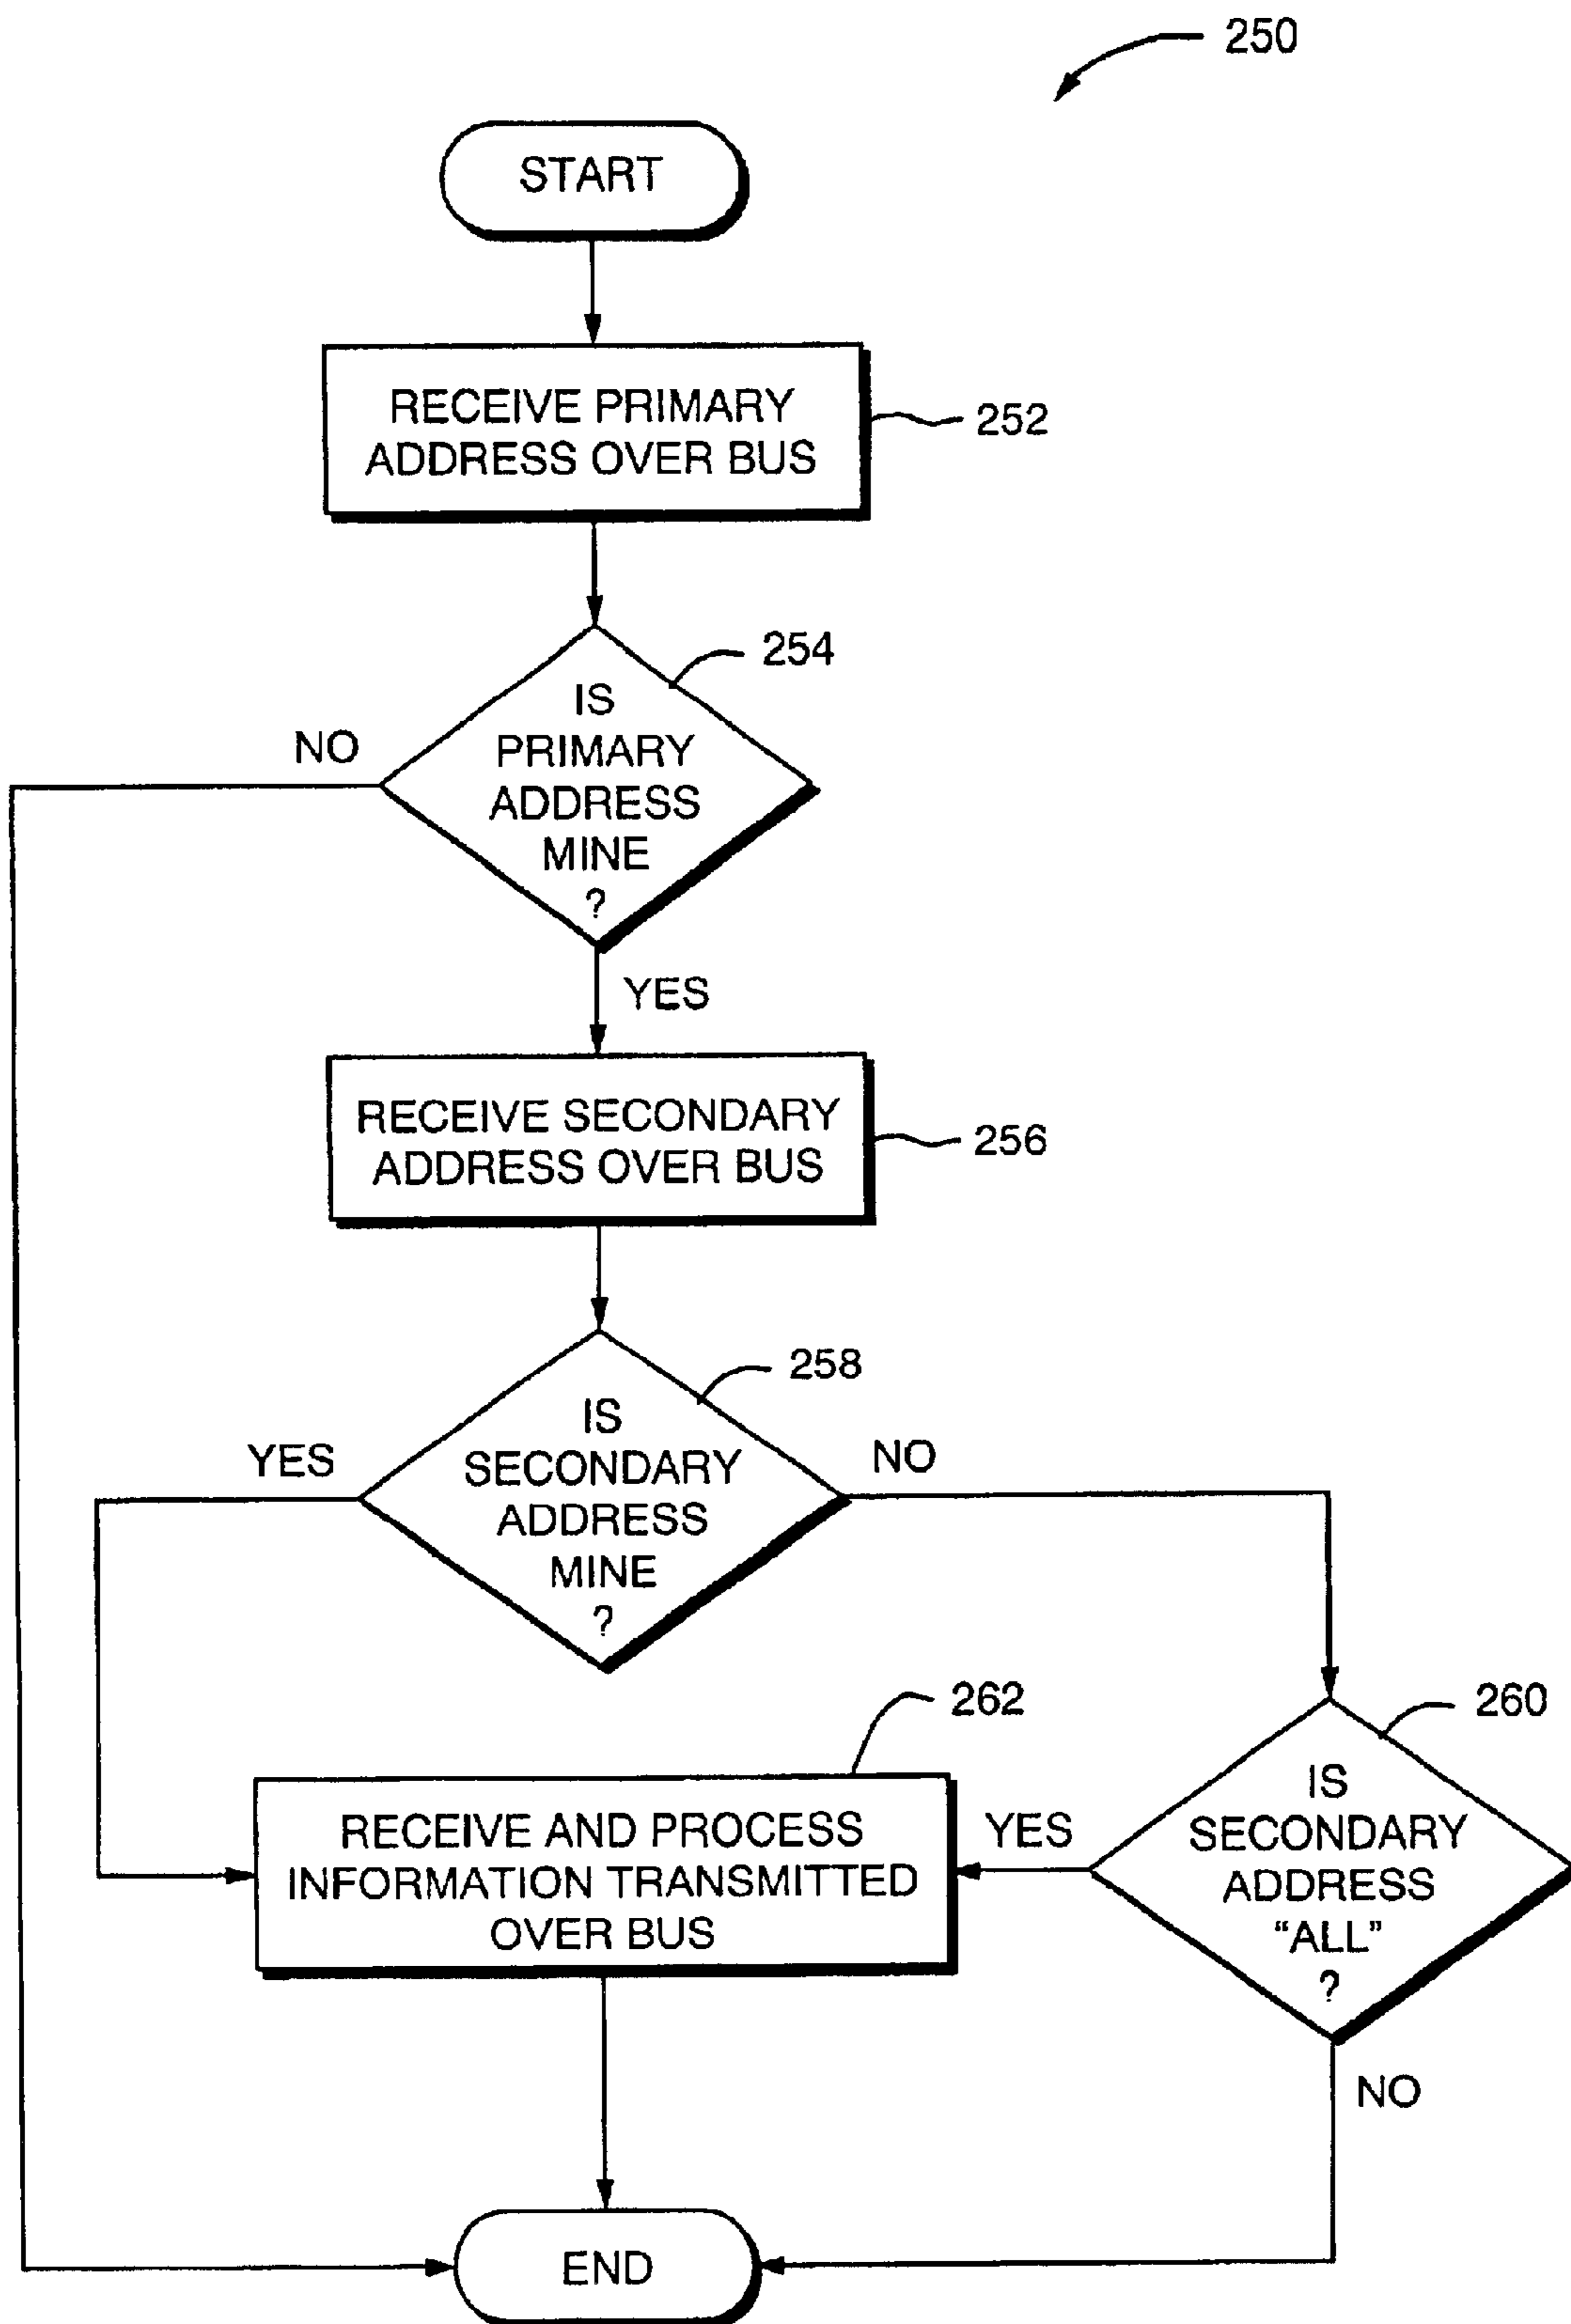 250
START
RECEIVE PRIMARY
ADDRESS OVER BUS
252
254
IS
PRIMARY
ADDRESS
MINE
?
NO
YES
RECEIVE SECONDARY
ADDRESS OVER BUS
256
258
IS
SECONDARY
ADDRESS
MINE
?
YES
NO
262
RECEIVE AND PROCESS
INFORMATION TRANSMITTED
OVER BUS
260
IS
SECONDARY
ADDRESS
“ALL”
?
YES
NO
END